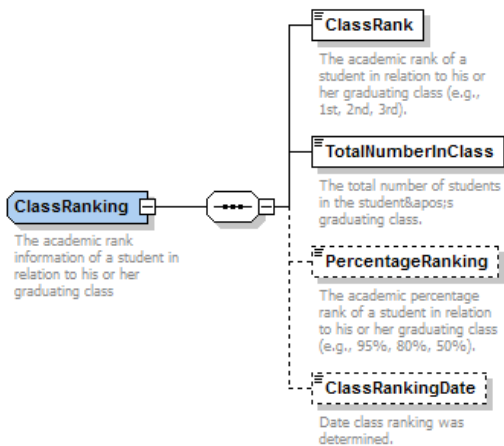 ClassRank
The academic rank of a
student in relation to his or
her graduating class (e.g.,
1st, 2nd, 3rd).
TotalNumberInClass
The total number of students
in the student&apos;s
graduating class.
ClassRanking
The academic rank
information of a student in
relation to his or her
graduating class
PercentageRanking
The academic percentage
rank of a student in relation
to his or her graduating class
(e.g., 95%, 80%, 50%).
ClassRankingDate
Date class ranking was
determined.